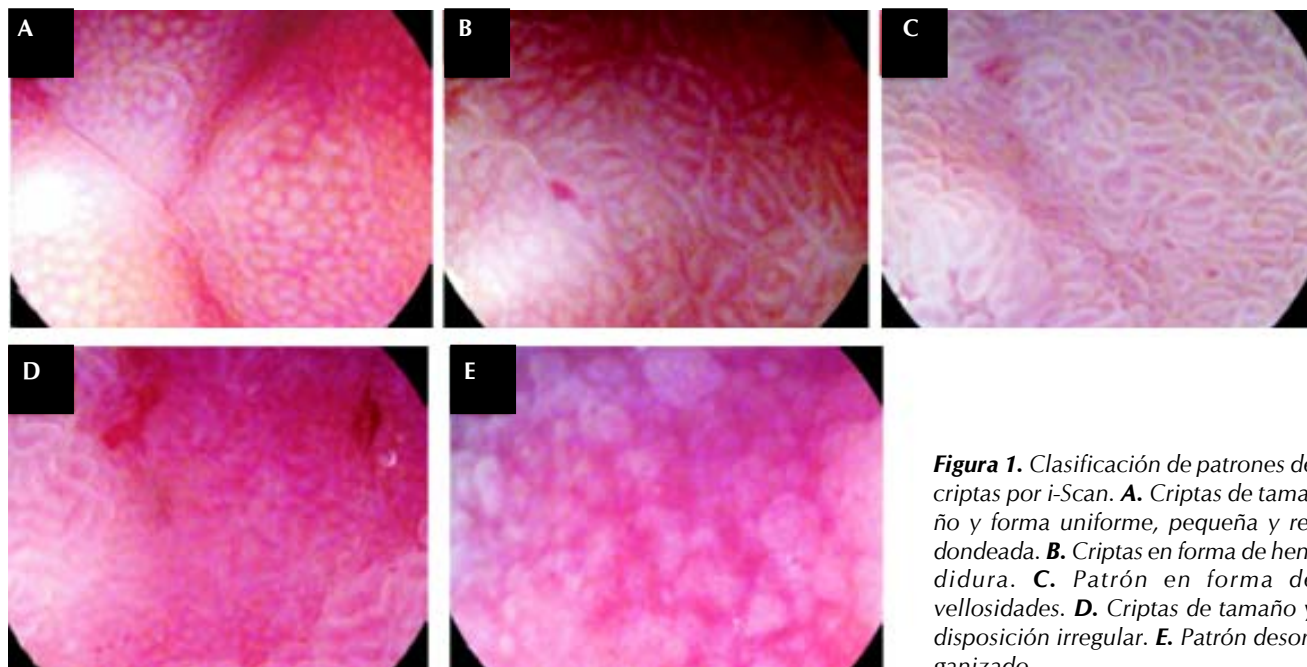 A
B
C
D
E
Figura 1. Clasificación de patrones de
criptas por i-Scan. A. Criptas de tama
ño y forma uniforme, pequeña y re
dondeada. B. Criptas en forma de hen
didura. C. Patrón en forma de
vellosidades. D. Criptas de tamaño y
disposición irregular. E. Patrón desor
ganizado